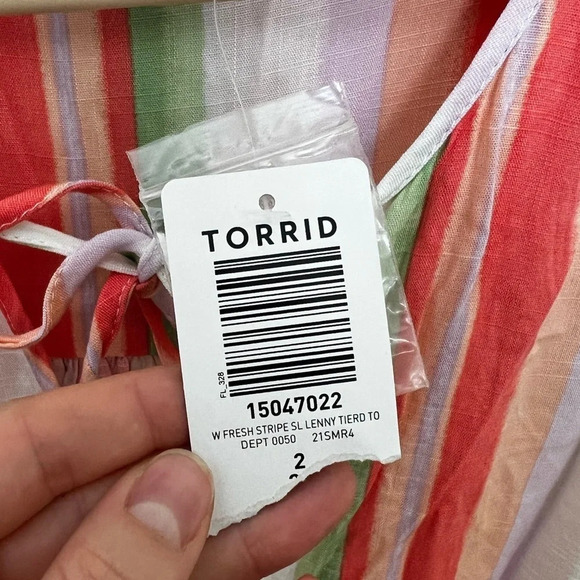 TORRID
FL_328
15047022
W FRESH STRIPE SL LENNY TIERD TO
DEPT 0050 21SMR4
2